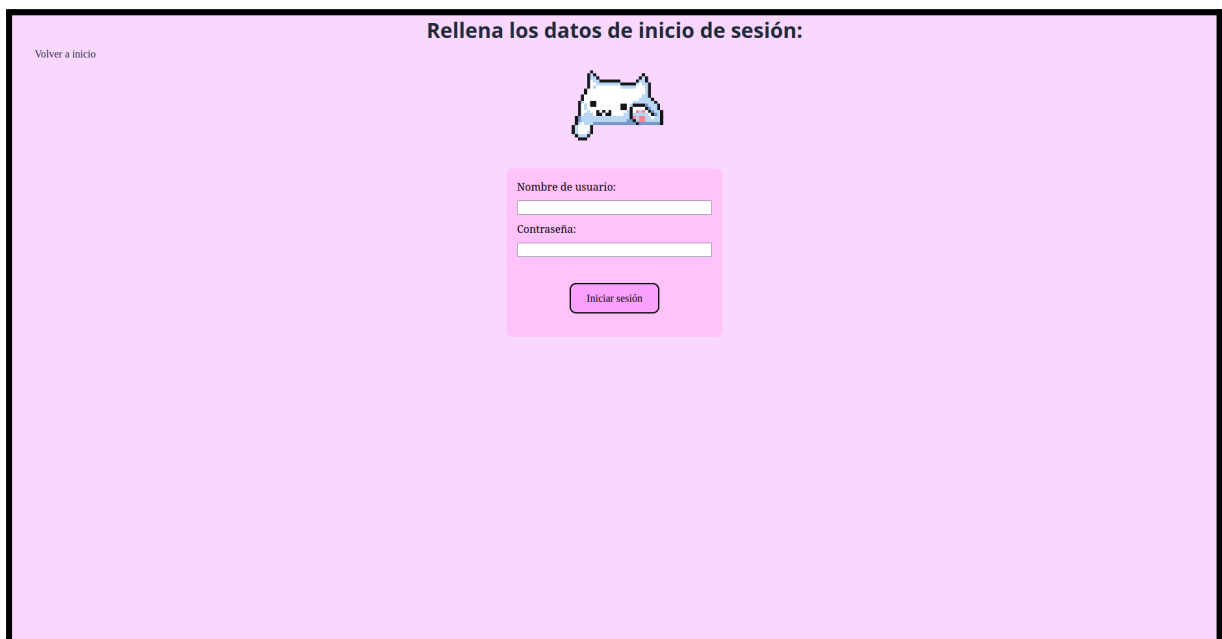 Rellena los datos de inicio de sesión:
Volver a inicio
Nombre de usuario:
Contraseña:
Iniciar sesión